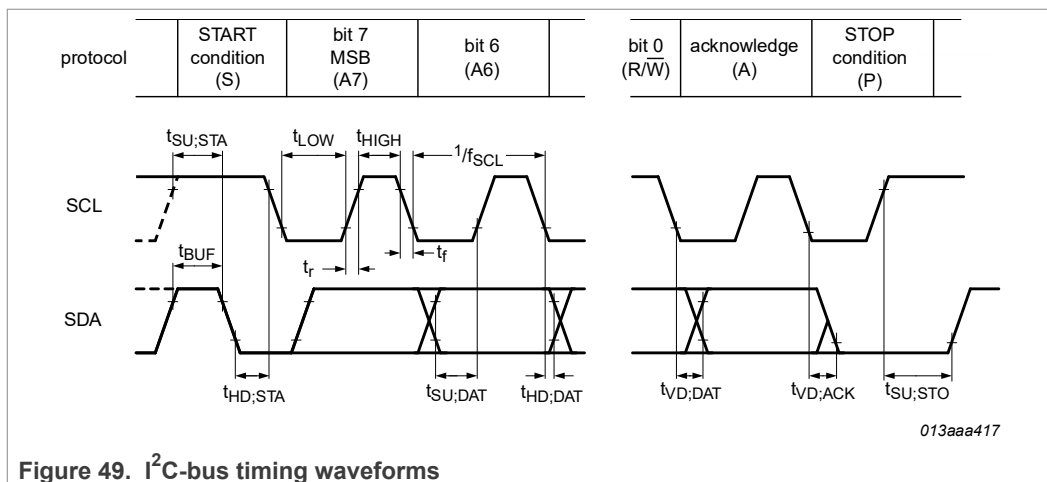 protocol
START
condition
(S)
bit 7
MSB
(A7)
bit 6
(A6)
bit 0
(R/W̅)
acknowledge
(A)
STOP
condition
(P)
tSU;STA
tLOW
tHIGH
1/fSCL
SCL
tBUF
tr
tf
SDA
tHD;STA
tSU;DAT
tHD;DAT
tVD;DAT
tVD;ACK
tSU;STO
013aaa417
Figure 49. I²C-bus timing waveforms